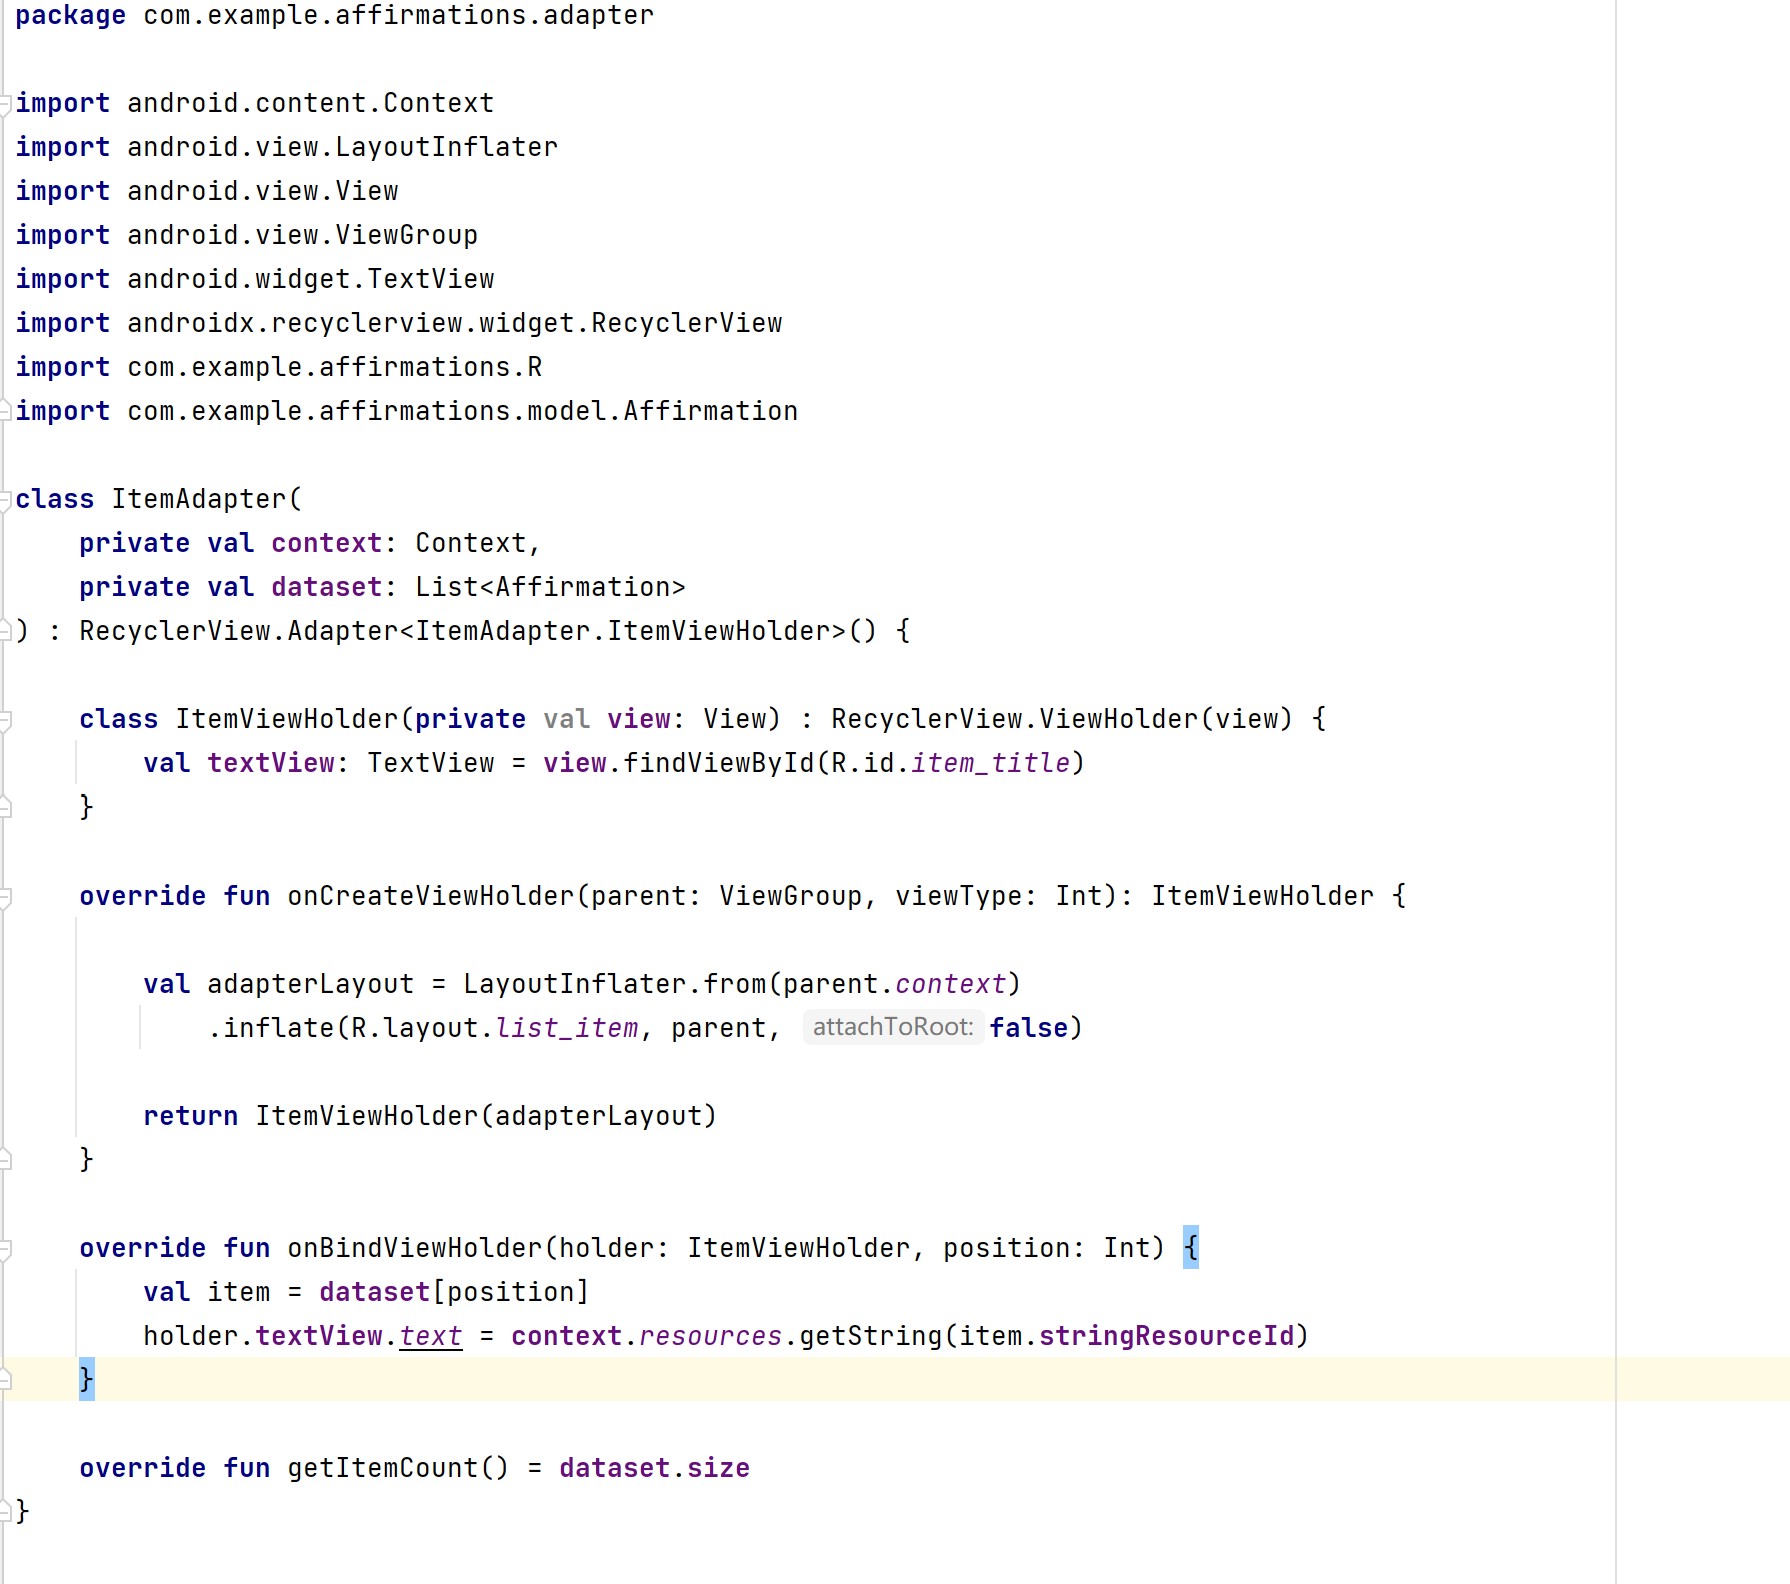 package com.example.affirmations.adapter
import android.content.Context
import android.view.LayoutInflater
import android.view.View
import android.view.ViewGroup
import android.widget.TextView
import androidx.recyclerview.widget.RecyclerView
import com.example.affirmations.R
import com.example.affirmations.model.Affirmation
class ItemAdapter(
    private val context: Context,
    private val dataset: List<Affirmation>
) : RecyclerView.Adapter<ItemAdapter.ItemViewHolder>() {
    class ItemViewHolder(private val view: View) : RecyclerView.ViewHolder(view) {
        val textView: TextView = view.findViewById(R.id.item_title)
    }
    override fun onCreateViewHolder(parent: ViewGroup, viewType: Int): ItemViewHolder {
        val adapterLayout = LayoutInflater.from(parent.context)
            .inflate(R.layout.list_item, parent, attachToRoot: false)
        return ItemViewHolder(adapterLayout)
    }
    override fun onBindViewHolder(holder: ItemViewHolder, position: Int) {
        val item = dataset[position]
        holder.textView.text = context.resources.getString(item.stringResourceId)
    }
    override fun getItemCount() = dataset.size
}